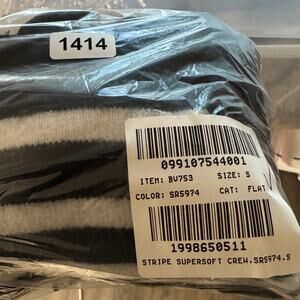 1414
099107544001
ITEM: BV753 SIZE: S
COLOR: SR5974 CAT: FLAT
1998650511
STRIPE SUPERSOFT CREW.SR5974.S